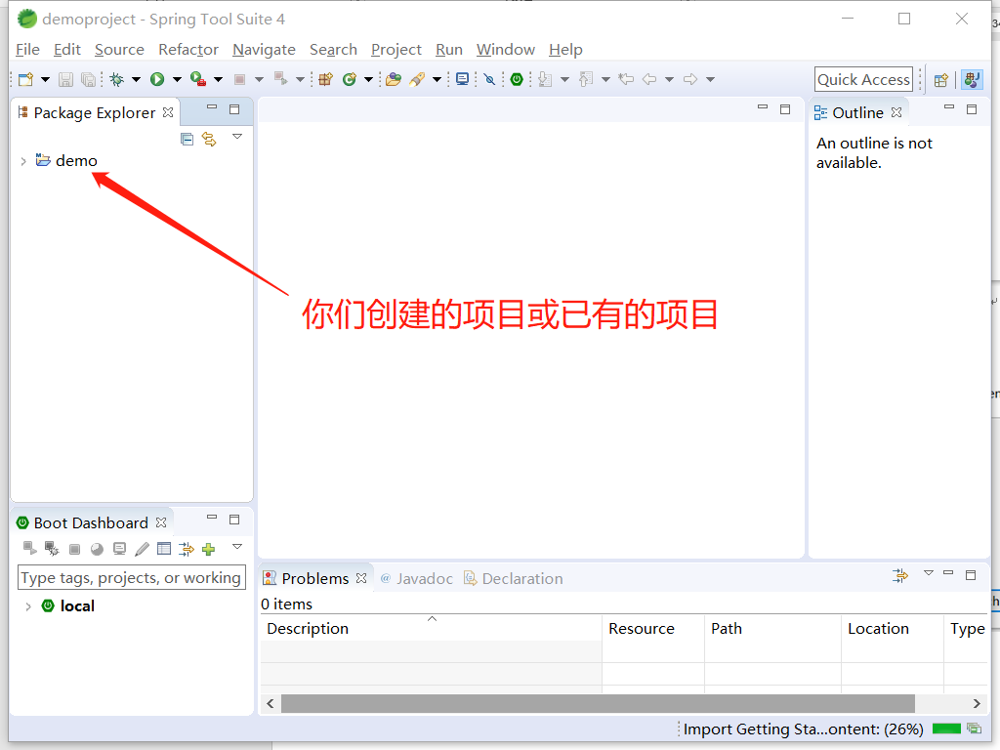 demoproject - Spring Tool Suite 4
File Edit Source Refactor Navigate Search Project Run Window Help
Quick Access
Package Explorer
demo
Outline
An outline is not
available.
你们创建的项目或已有的项目
Boot Dashboard
Type tags, projects, or working
local
Problems @ Javadoc Declaration
0 items
Description Resource Path Location Type
Import Getting Sta...ontent: (26%)